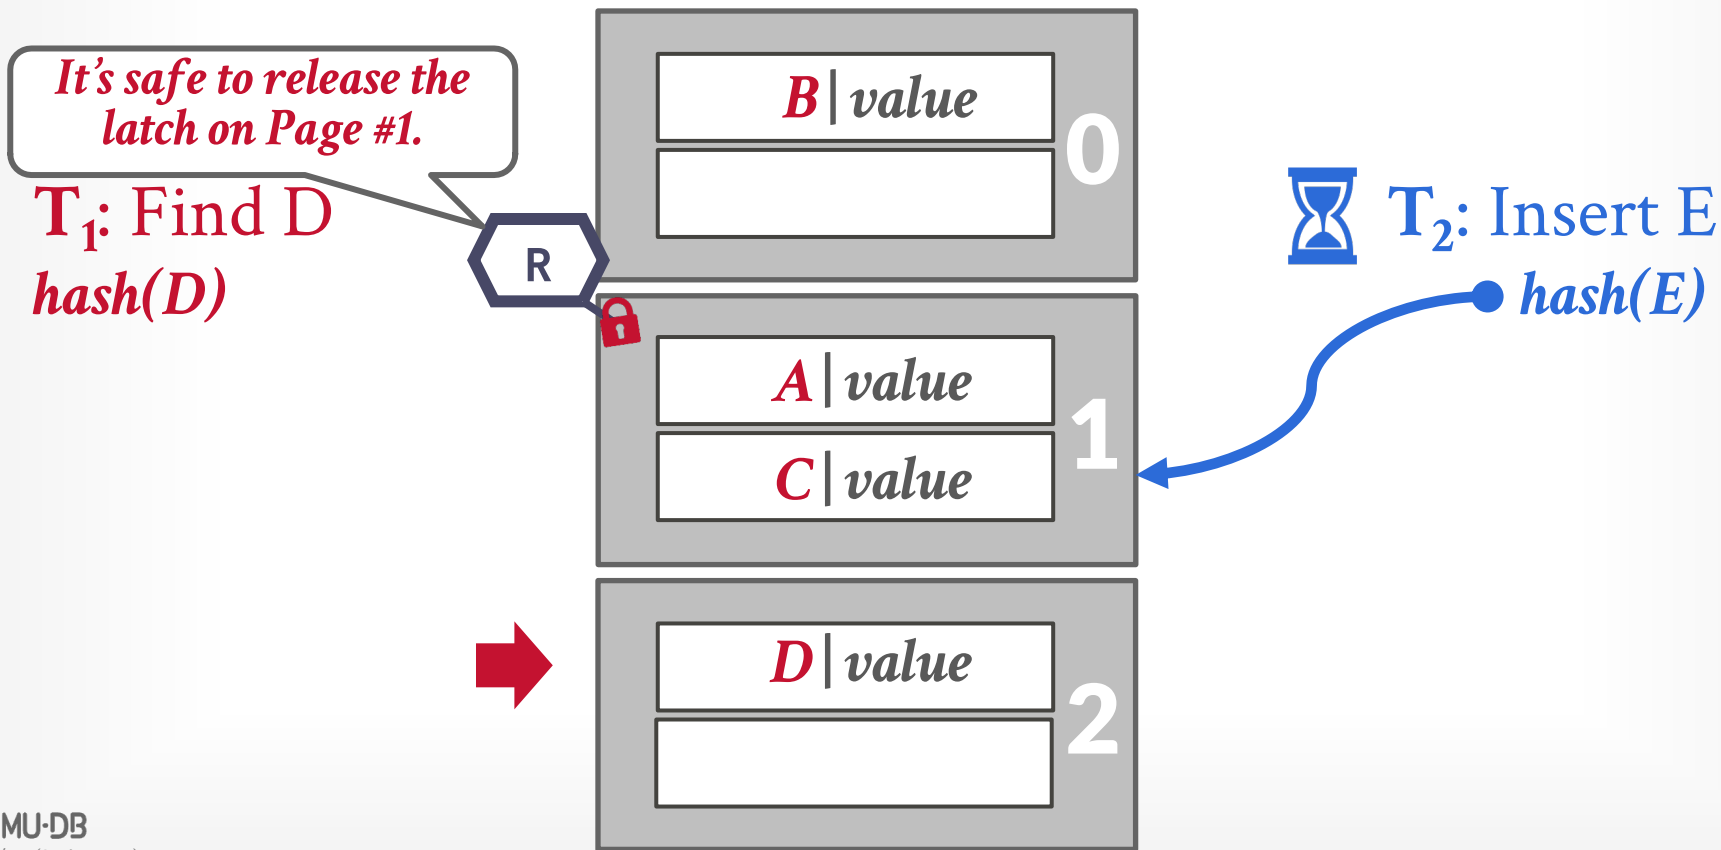 It's safe to release the
latch on Page #1.
T1: Find D
hash(D)
R
B|value
0
A|value
C|value
1
D|value
2
T2: Insert E
hash(E)
MU·DB